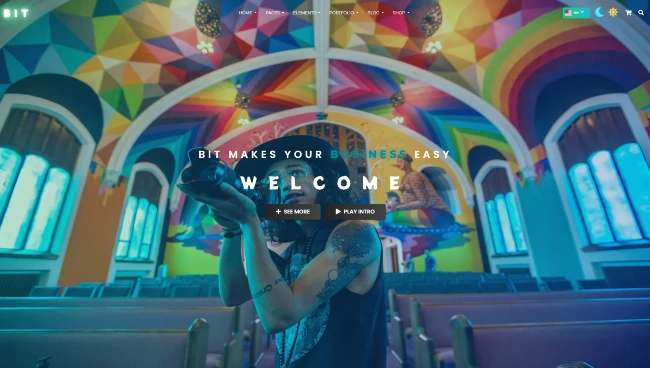 BIT
HOME
PAGES
ELEMENTS
PORTFOLIO
BLOG
SHOP
BIT MAKES YOUR BUSINESS EASY
WELCOME
SEE MORE
PLAY INTRO